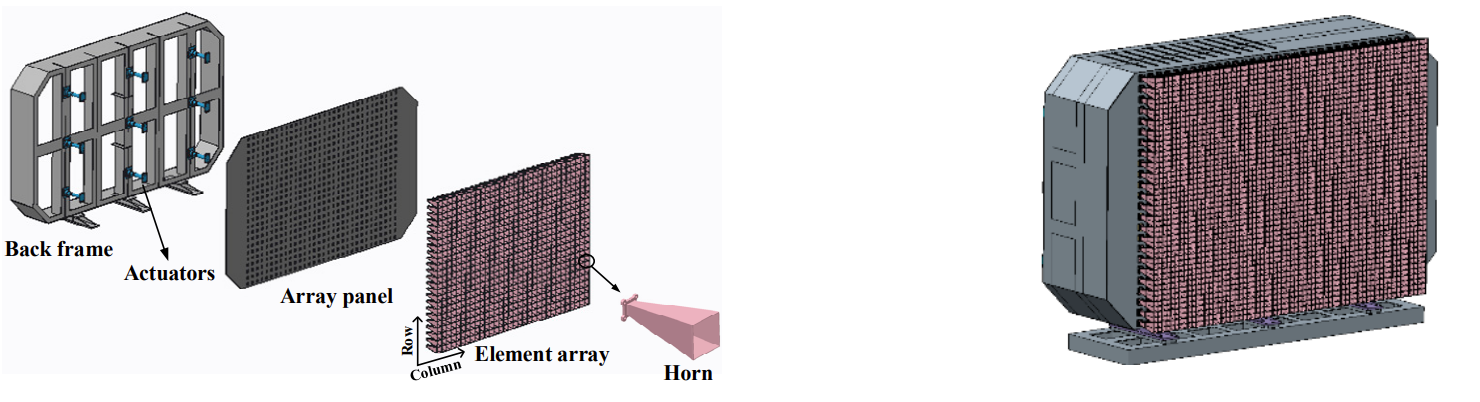 Back frame
Actuators
Array panel
Row
Column
Element array
Horn